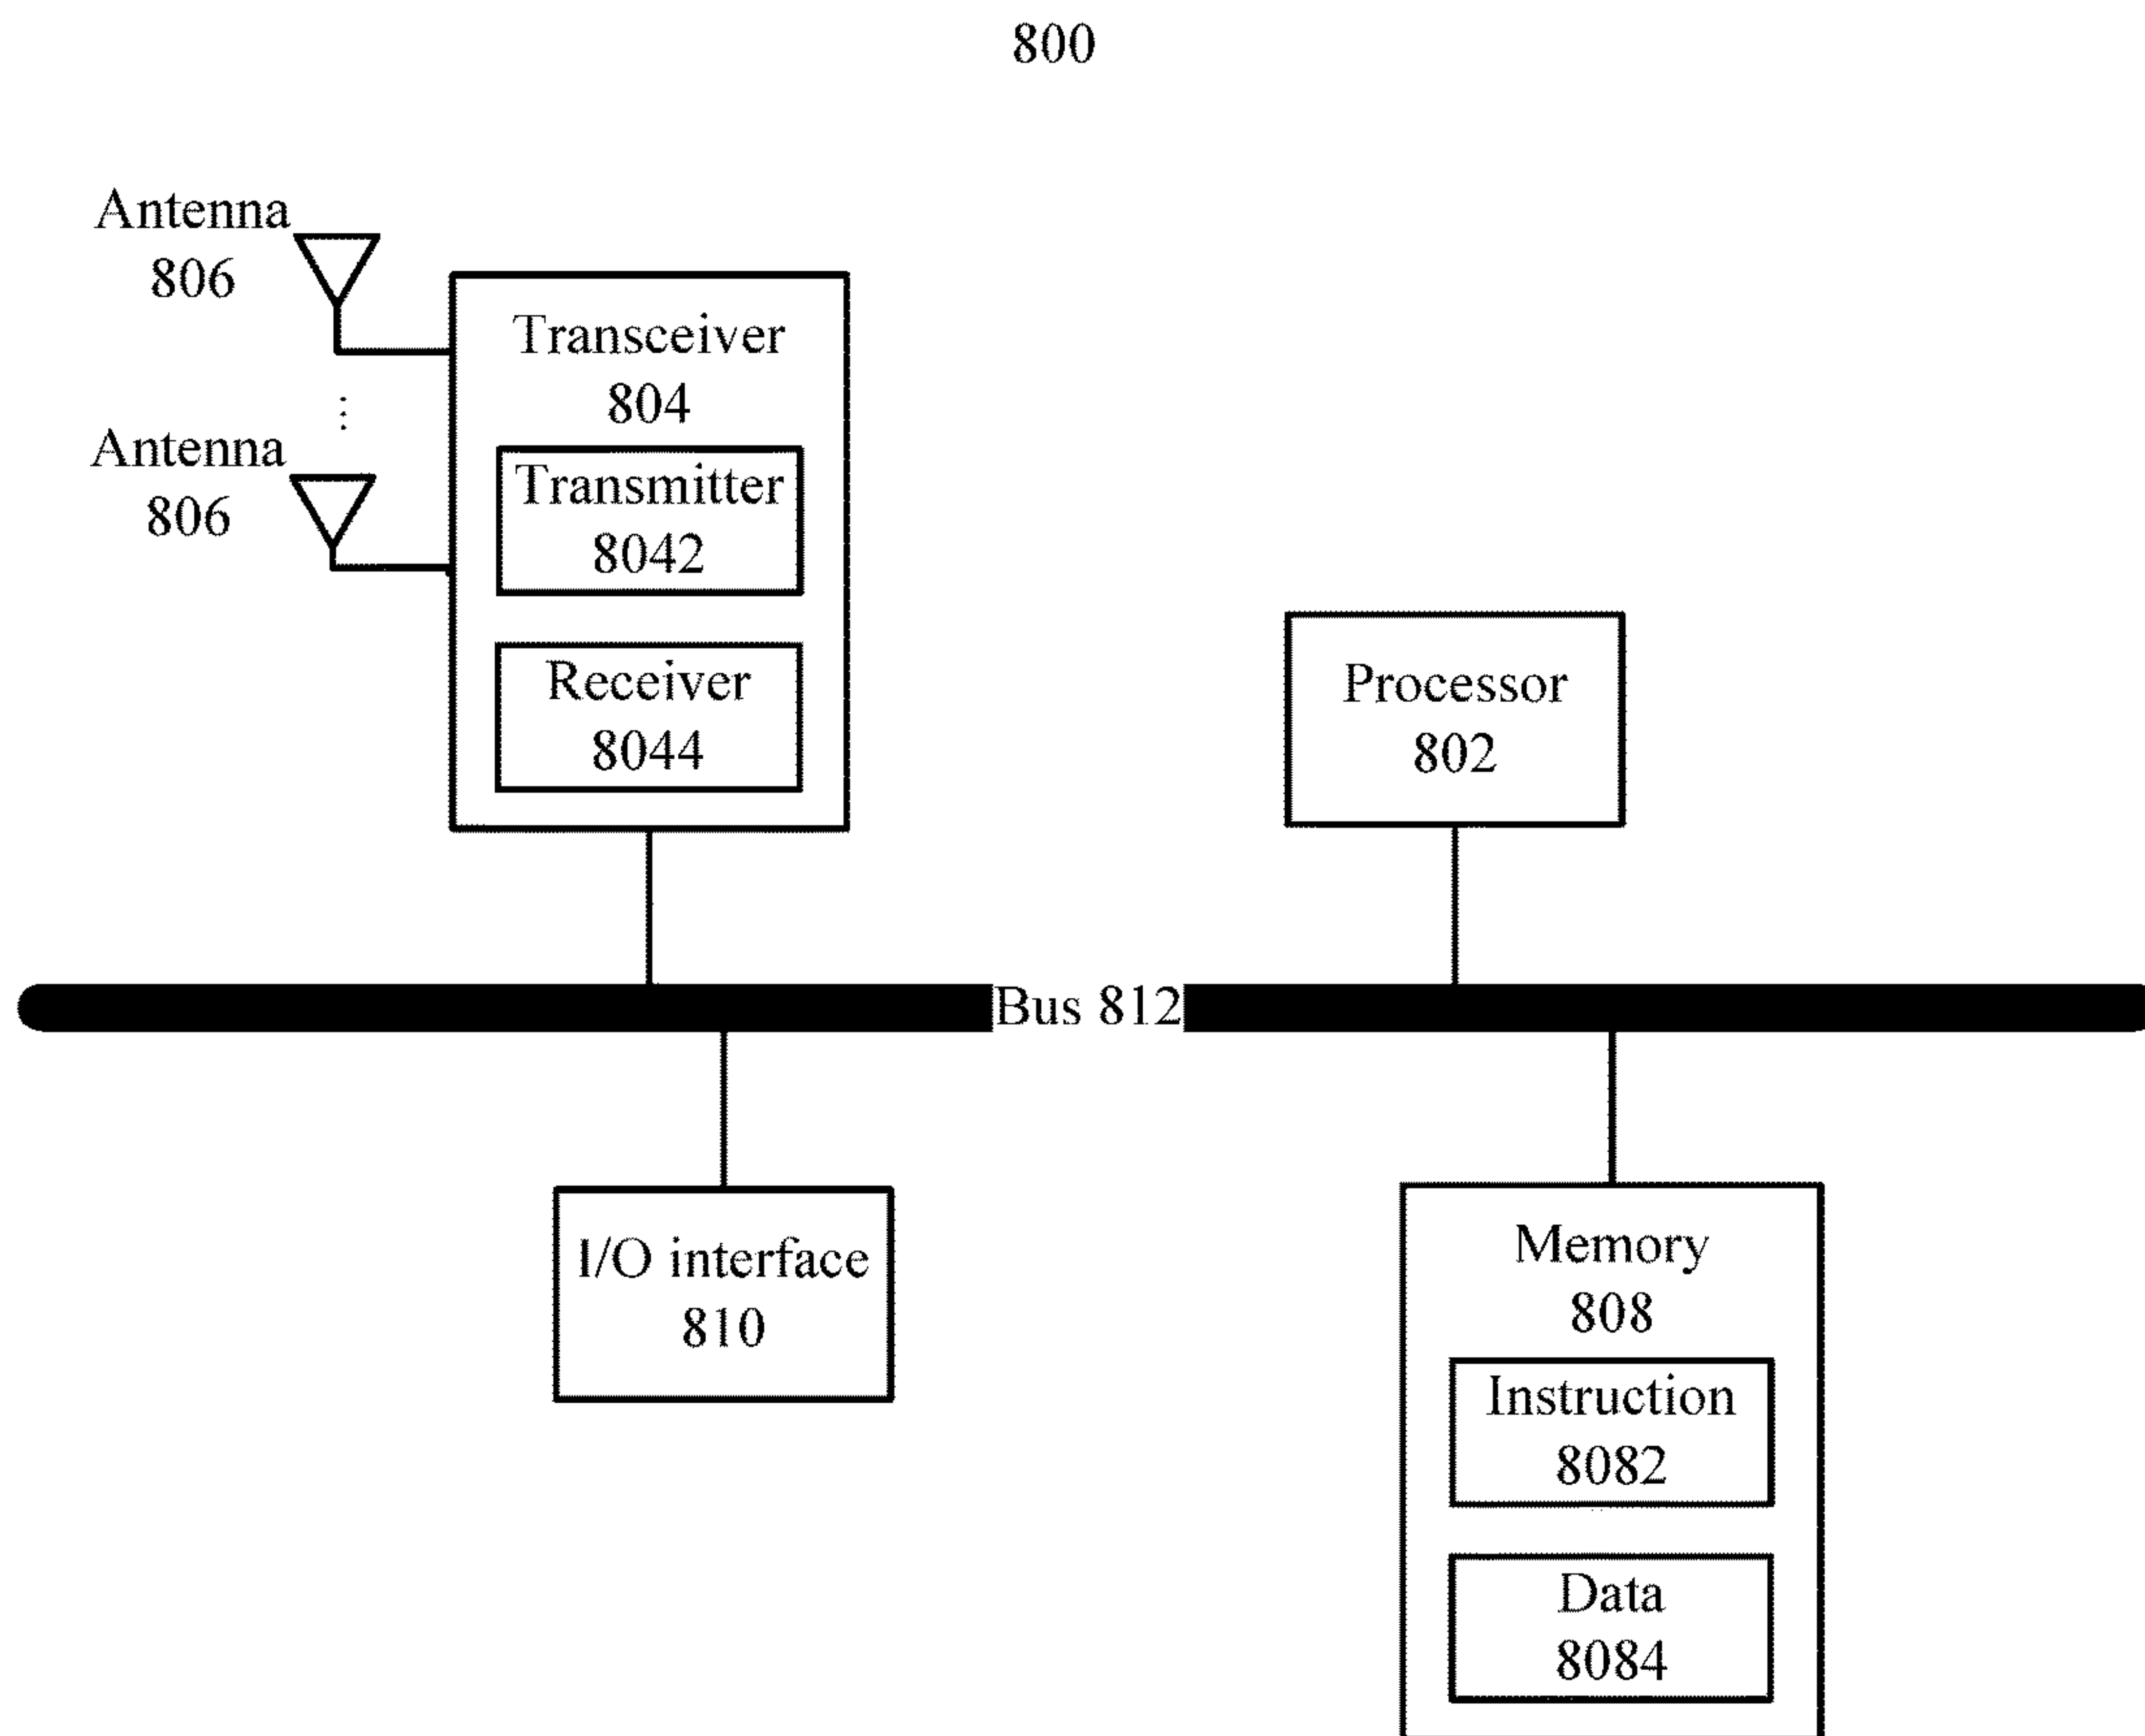 800
Antenna
806
Transceiver
804
⋮
Antenna
806
Transmitter
8042
Receiver
8044
Processor
802
Bus 812
I/O interface
810
Memory
808
Instruction
8082
Data
8084